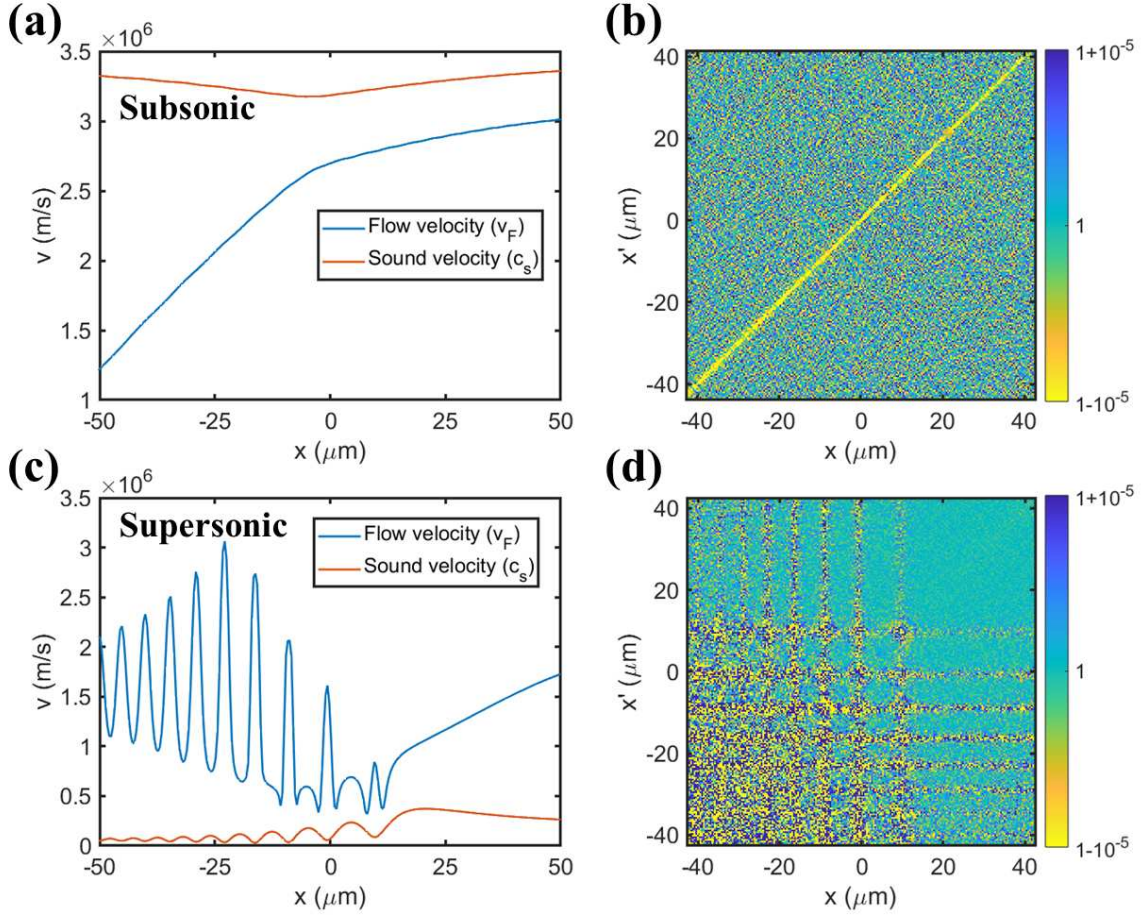 (a)
×10⁶
3.5
3
2.5
2
1.5
1
v (m/s)
Subsonic
Flow velocity (v_F)
Sound velocity (c_s)
-50 -25 0 25 50
x (μm)
(b)
40
20
0
-20
-40
x' (μm)
-40 -20 0 20 40
x (μm)
1+10⁻⁵
1
1-10⁻⁵
(c)
×10⁶
3.5
3
2.5
2
1.5
1
0.5
0
v (m/s)
Supersonic
Flow velocity (v_F)
Sound velocity (c_s)
-50 -25 0 25 50
x (μm)
(d)
40
20
0
-20
-40
x' (μm)
-40 -20 0 20 40
x (μm)
1+10⁻⁵
1
1-10⁻⁵